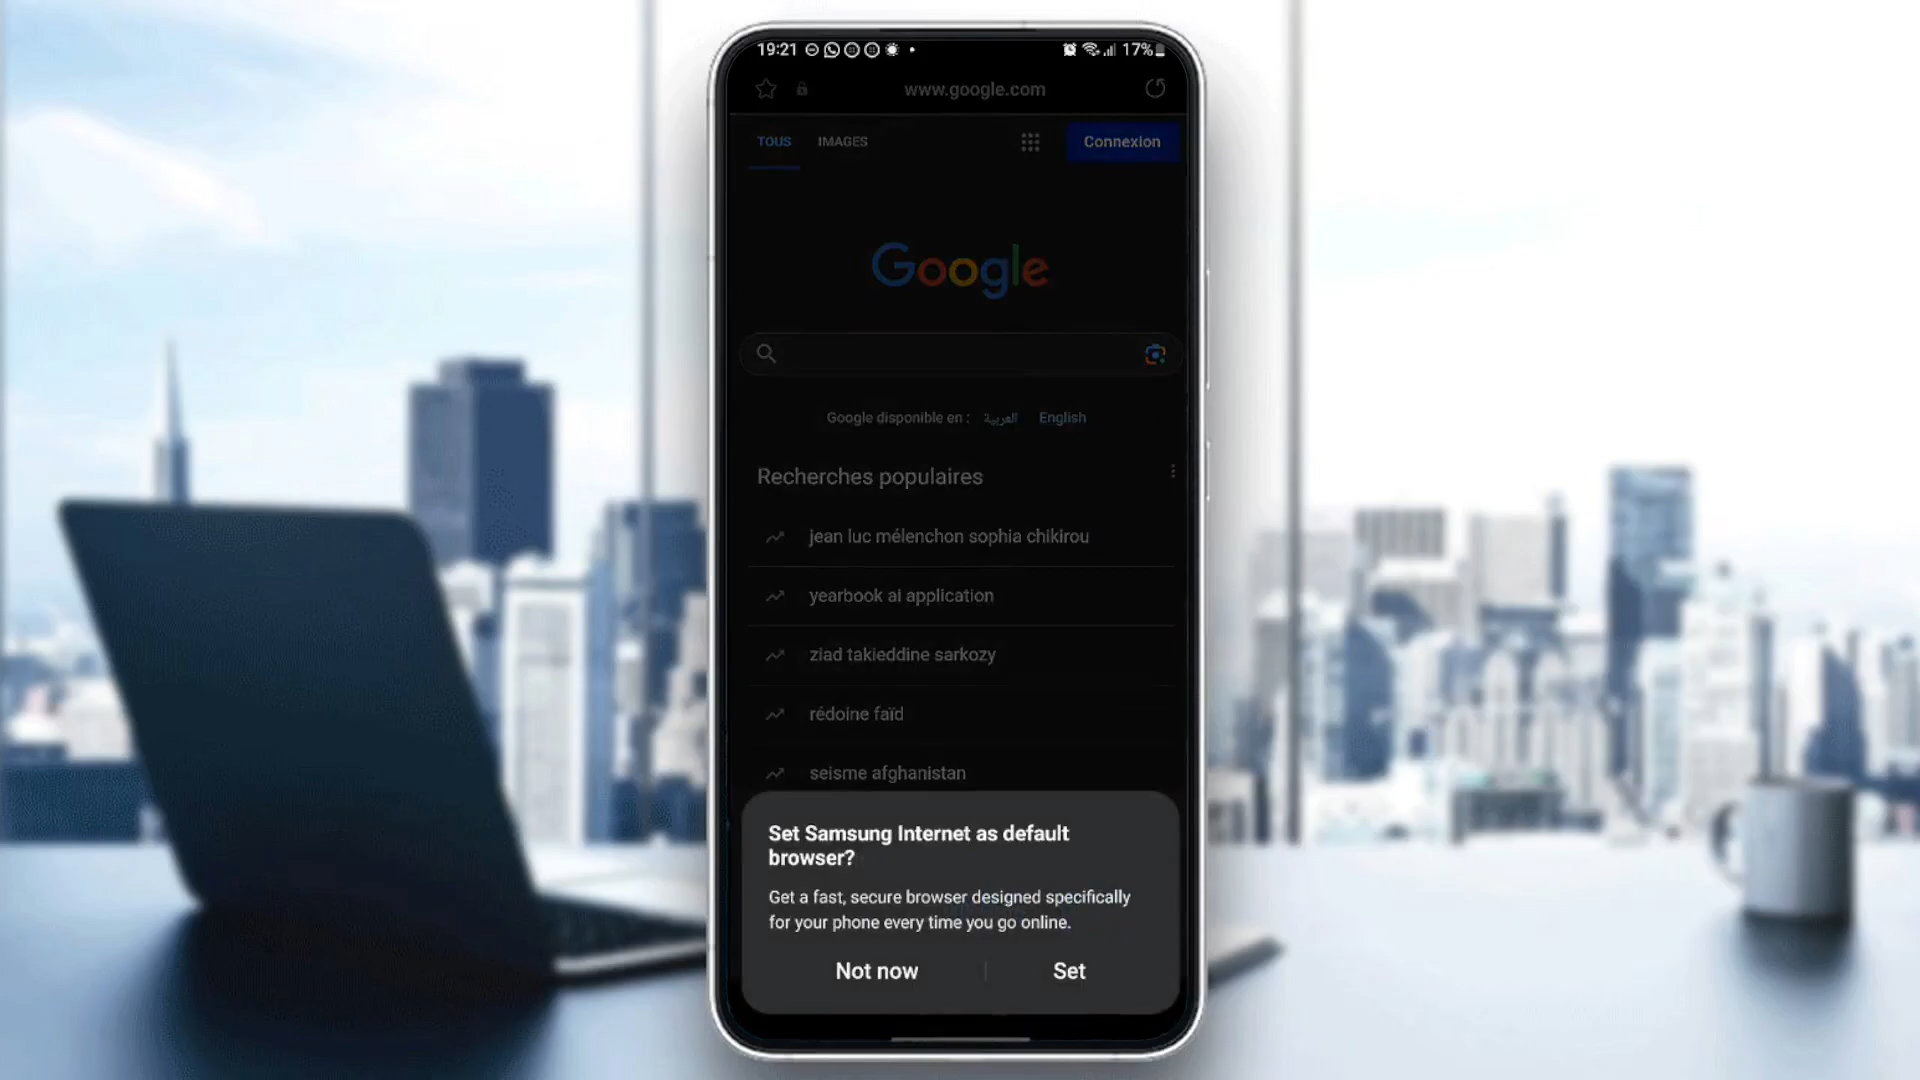 19:21 17%
www.google.com
TOUS IMAGES Connexion
Google
Google disponible en : العربية English
Recherches populaires
jean luc mélenchon sophia chikirou
yearbook ai application
ziad takieddine sarkozy
rédoine faïd
seisme afghanistan
Set Samsung Internet as default
browser?
Get a fast, secure browser designed specifically
for your phone every time you go online.
Not now Set